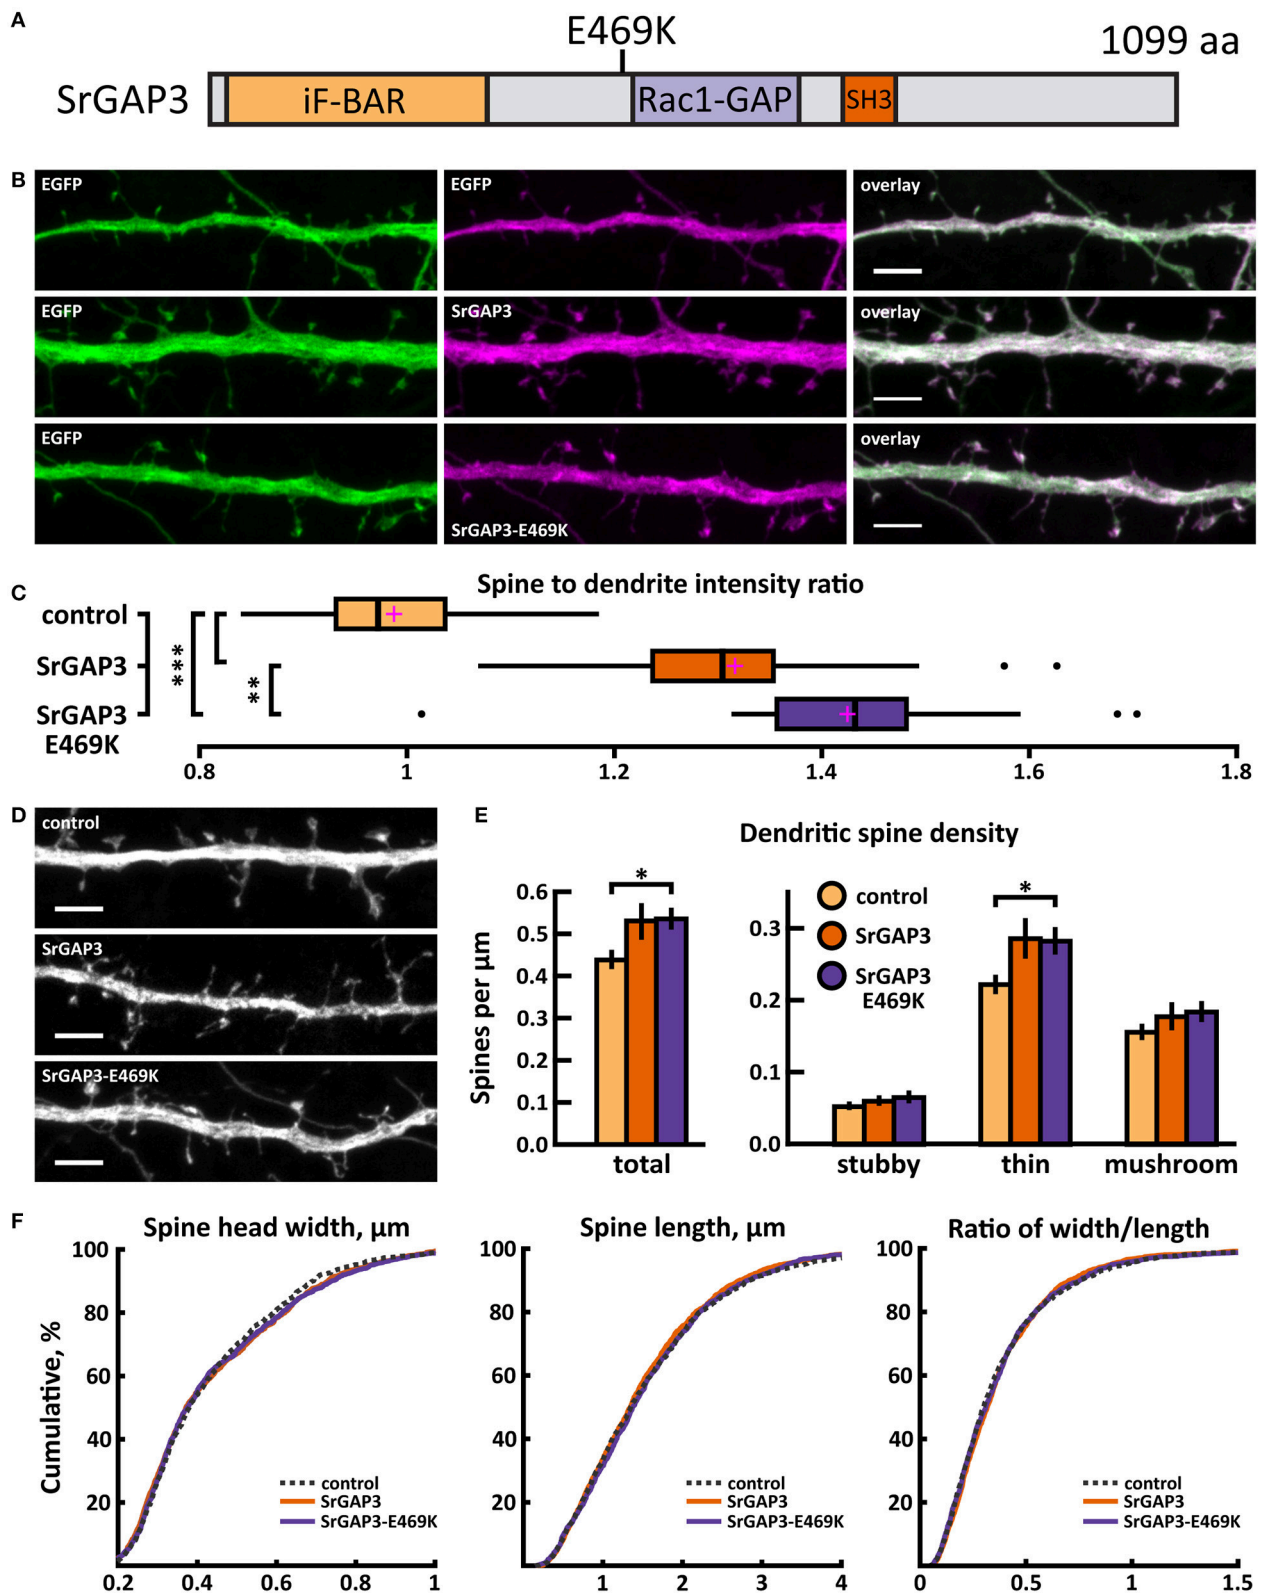 A
E469K
1099 aa
SrGAP3
iF-BAR
Rac1-GAP
SH3
B
EGFP
EGFP
overlay
EGFP
SrGAP3
overlay
EGFP
SrGAP3-E469K
overlay
C
Spine to dendrite intensity ratio
control
SrGAP3
SrGAP3
E469K
***
**
0.8 1 1.2 1.4 1.6 1.8
D
control
SrGAP3
SrGAP3-E469K
E
Dendritic spine density
Spines per µm
0.6
0.5
0.4
0.3
0.2
0.1
0.0
*
total
control
SrGAP3
SrGAP3
E469K
0.3
0.2
0.1
0.0
*
stubby thin mushroom
F
Spine head width, µm
Cumulative, %
100
80
60
40
20
control
SrGAP3
SrGAP3-E469K
0.2 0.4 0.6 0.8 1
Spine length, µm
100
80
60
40
20
control
SrGAP3
SrGAP3-E469K
1 2 3 4
Ratio of width/length
100
80
60
40
20
control
SrGAP3
SrGAP3-E469K
0 0.5 1 1.5